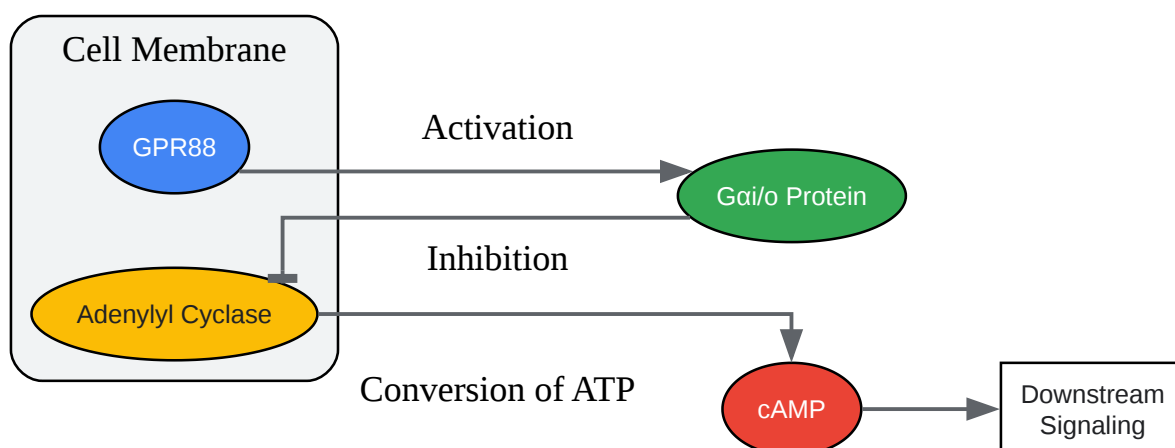 Cell Membrane
GPR88
Activation
Gαi/o Protein
Inhibition
Adenylyl Cyclase
Conversion of ATP
cAMP
Downstream
Signaling